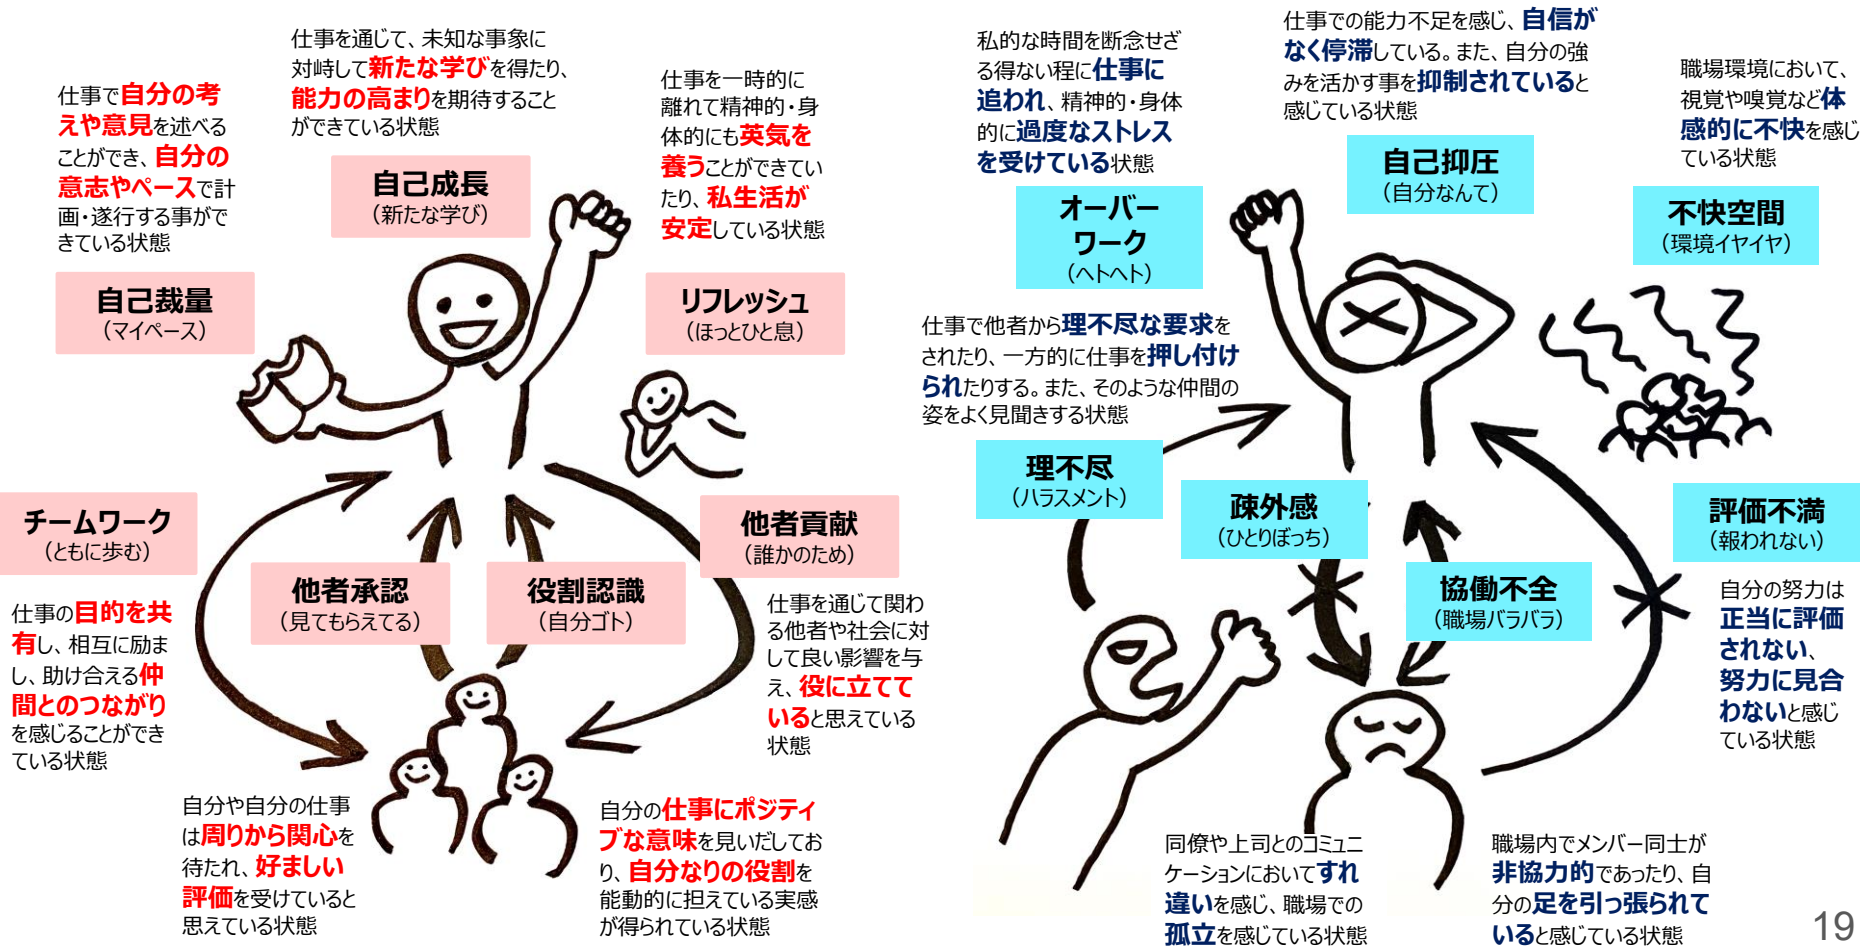 仕事を通じて、未知な事象に
対峙して新たな学びを得たり、
能力の高まりを期待すること
ができている状態
自己成長
（新たな学び）
仕事で自分の考
えや意見を述べる
ことができ、自分の
意志やペースで計
画・遂行する事がで
きている状態
自己裁量
（マイペース）
仕事を一時的に
離れて精神的・身
体的にも英気を
養うことができてい
たり、私生活が
安定している状態
リフレッシュ
（ほっとひと息）
チームワーク
（ともに歩む）
仕事の目的を共
有し、相互に励ま
し、助け合える仲
間とのつながり
を感じることができ
ている状態
他者承認
（見てもらえてる）
自分や自分の仕事
は周りから関心を
待たれ、好ましい
評価を受けていると
思えている状態
役割認識
（自分ゴト）
自分の仕事にポジティ
ブな意味を見いだしてお
り、自分なりの役割を
能動的に担えている実感
が得られている状態
他者貢献
（誰かのため）
仕事を通じて関わ
る他者や社会に対
して良い影響を与
え、役に立てて
いると思えている
状態
私的な時間を断念せざ
る得ない程に仕事に
追われ、精神的・身体
的に過度なストレス
を受けている状態
オーバー
ワーク
（ヘトヘト）
仕事での能力不足を感じ、自信が
なく停滞している。また、自分の強
みを活かす事を抑制されていると
感じている状態
自己抑圧
（自分なんて）
職場環境において、
視覚や嗅覚など体
感的に不快を感じ
ている状態
不快空間
（環境イヤイヤ）
仕事で他者から理不尽な要求を
されたり、一方的に仕事を押し付け
られたりする。また、そのような仲間の
姿をよく見聞きする状態
理不尽
（ハラスメント）
疎外感
（ひとりぼっち）
同僚や上司とのコミュニ
ケーションにおいてすれ
違いを感じ、職場での
孤立を感じている状態
協働不全
（職場バラバラ）
職場内でメンバー同士が
非協力的であったり、自
分の足を引っ張られて
いると感じている状態
評価不満
（報われない）
自分の努力は
正当に評価
されない、
努力に見合
わないと感じ
ている状態
19